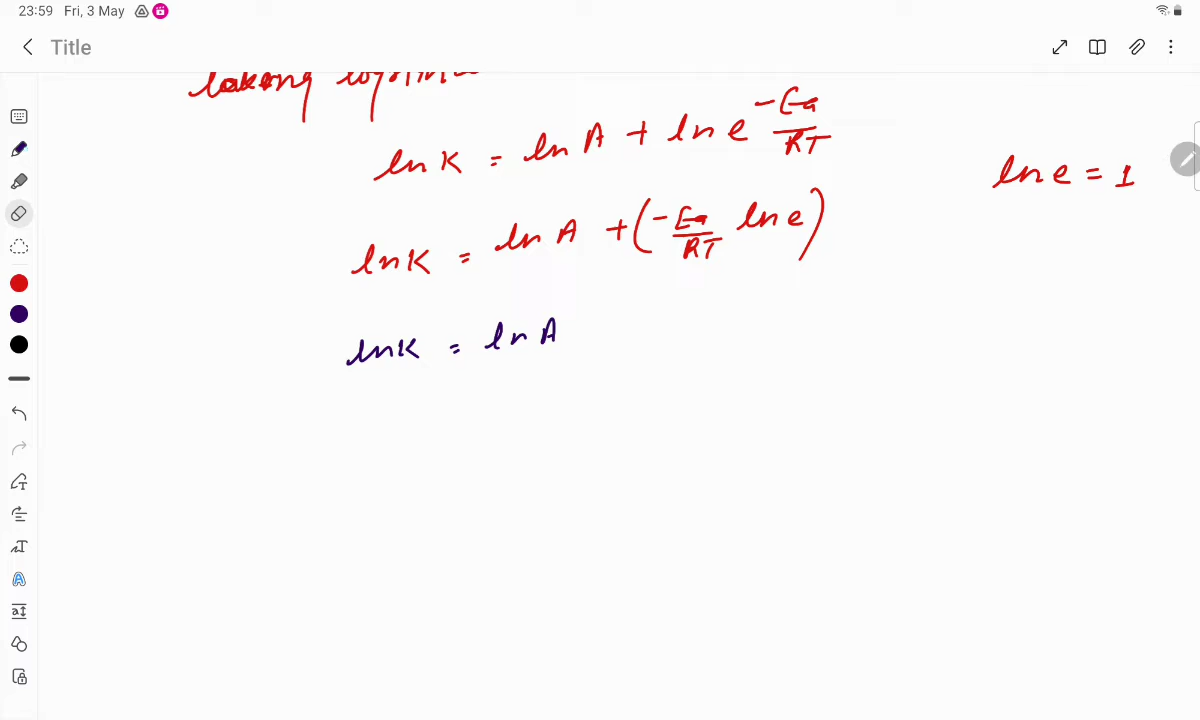 23:59 Fri, 3 May
Title
taking
ln K = ln A + ln e^(-Ea/RT)
ln e = 1
ln K = ln A + (-Ea/RT ln e)
ln K = ln A